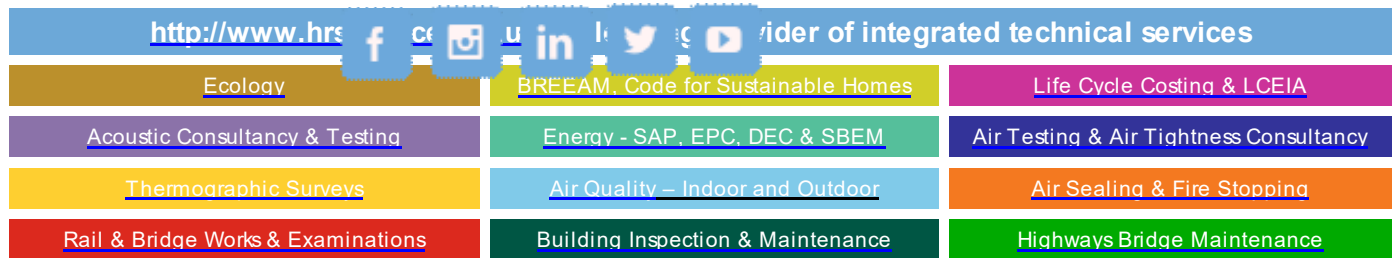 http://www.hrs vider of integrated technical services
Ecology
BREEAM, Code for Sustainable Homes
Life Cycle Costing & LCEIA
Acoustic Consultancy & Testing
Energy - SAP, EPC, DEC & SBEM
Air Testing & Air Tightness Consultancy
Thermographic Surveys
Air Quality – Indoor and Outdoor
Air Sealing & Fire Stopping
Rail & Bridge Works & Examinations
Building Inspection & Maintenance
Highways Bridge Maintenance